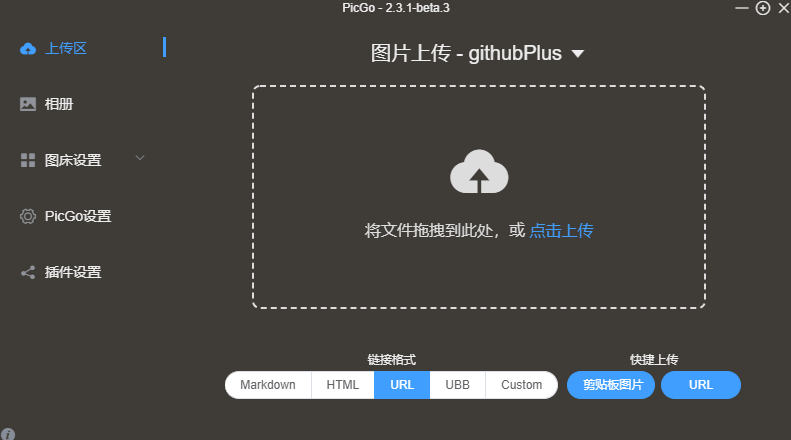 PicGo - 2.3.1-beta.3
上传区
相册
图床设置
PicGo设置
插件设置
图片上传 - githubPlus
将文件拖拽到此处，或 点击上传
链接格式
Markdown HTML URL UBB Custom
快捷上传
剪贴板图片 URL